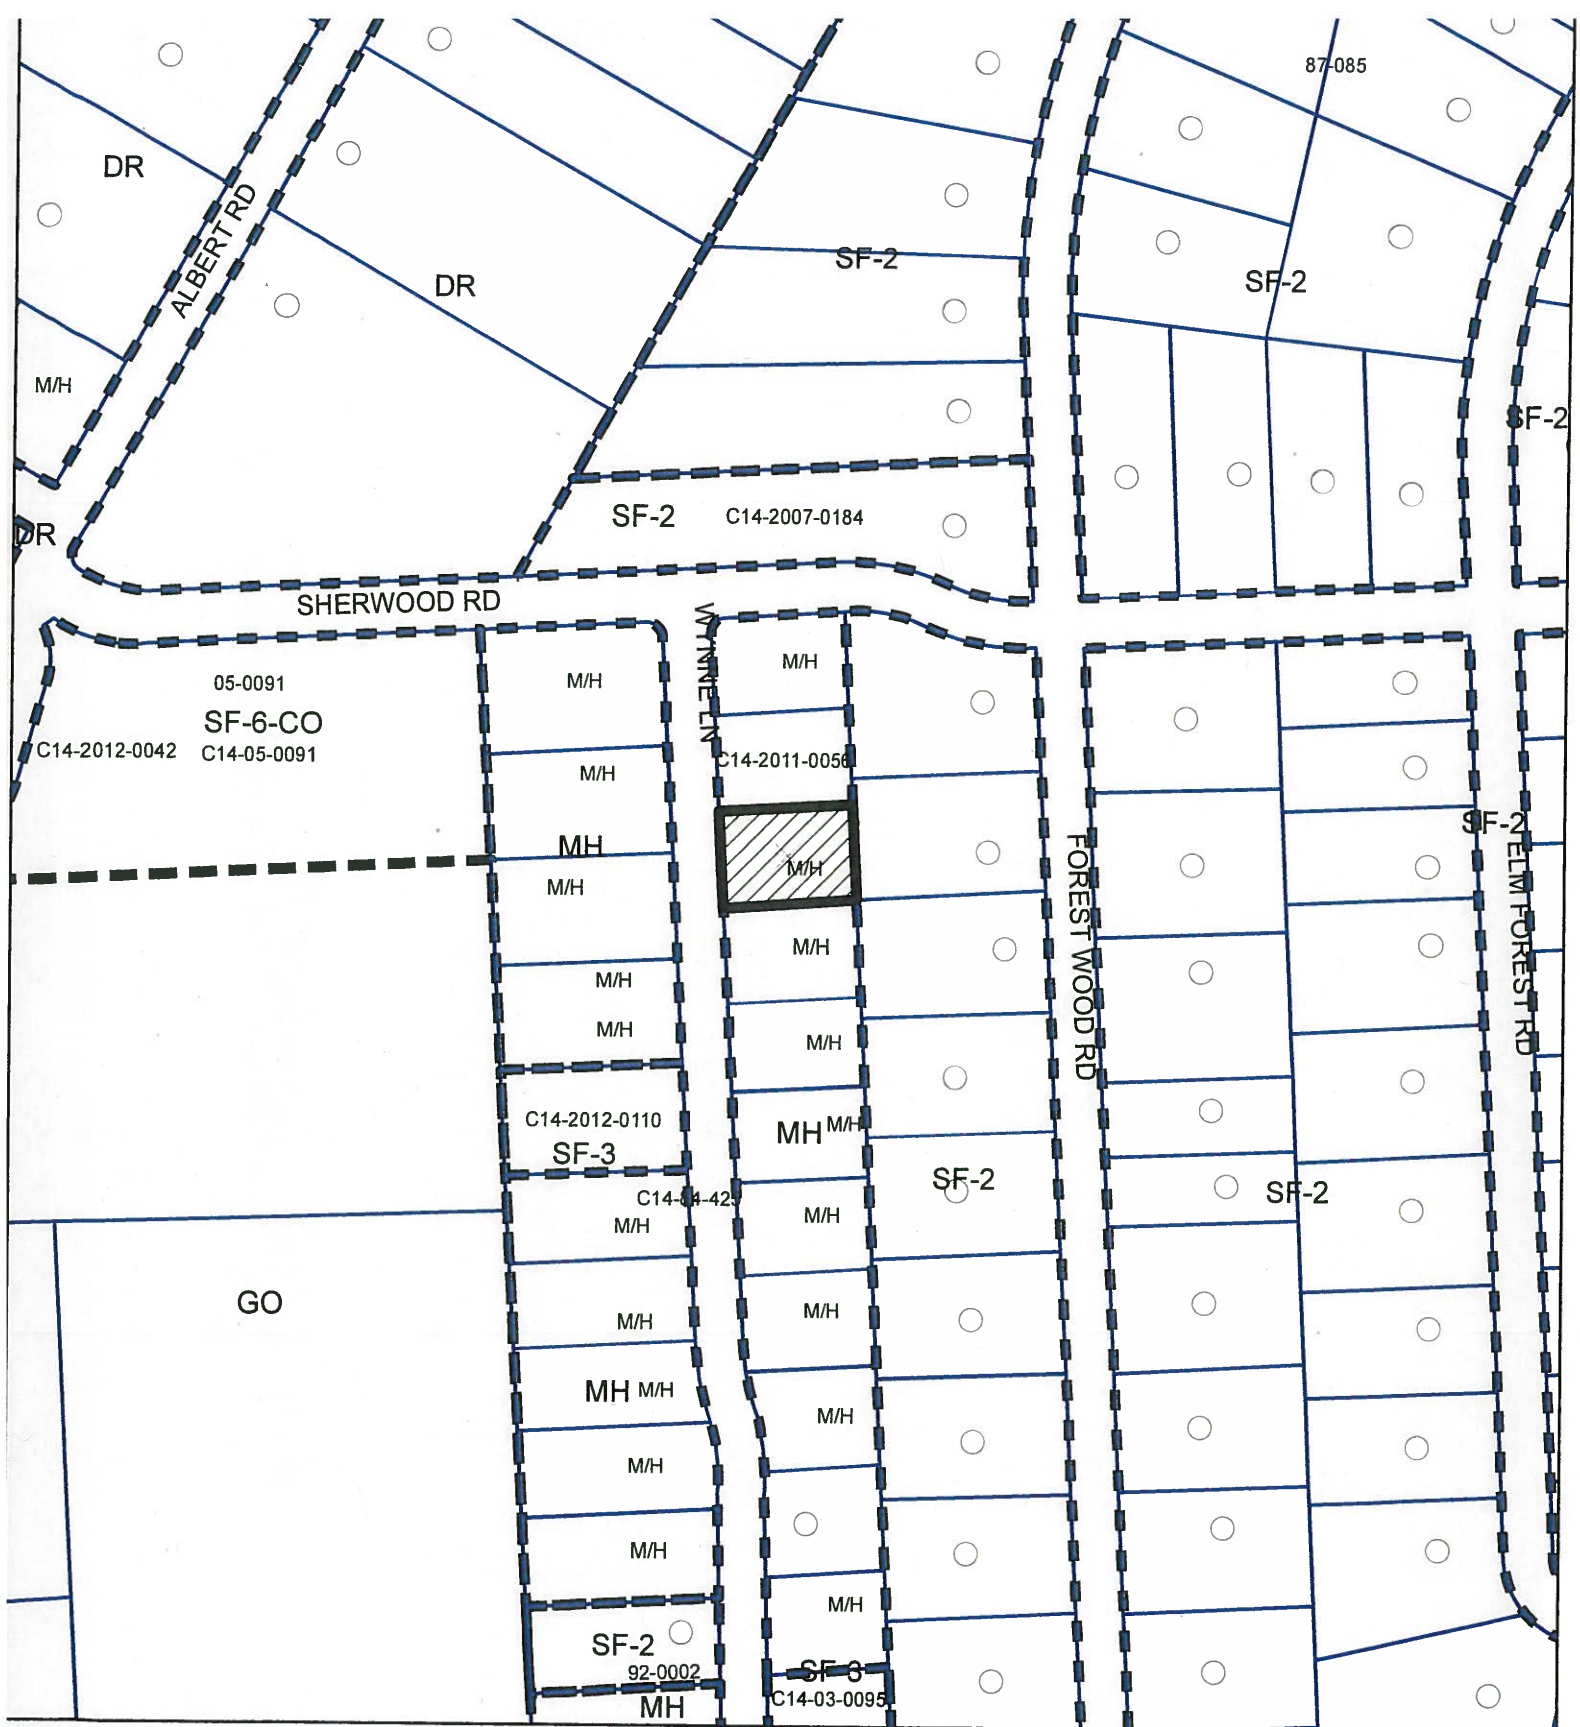 87-085
DR
ALBERT RD
SF-2
DR
SF-2
M/H
SF-2
SF-2
C14-2007-0184
DR
SHERWOOD RD
WYNNE LN
M/H
M/H
05-0091
SF-6-CO
C14-2012-0042
C14-05-0091
C14-2011-0056
M/H
SF-2
MH
M/H
M/H
FOREST WOOD RD
ELM FOREST RD
M/H
M/H
M/H
M/H
C14-2012-0110
MH
M/H
SF-3
SF-2
SF-2
C14-84-425
M/H
M/H
GO
M/H
M/H
MH
M/H
M/H
M/H
M/H
M/H
SF-2
92-0002
SF-3
C14-03-0095
MH